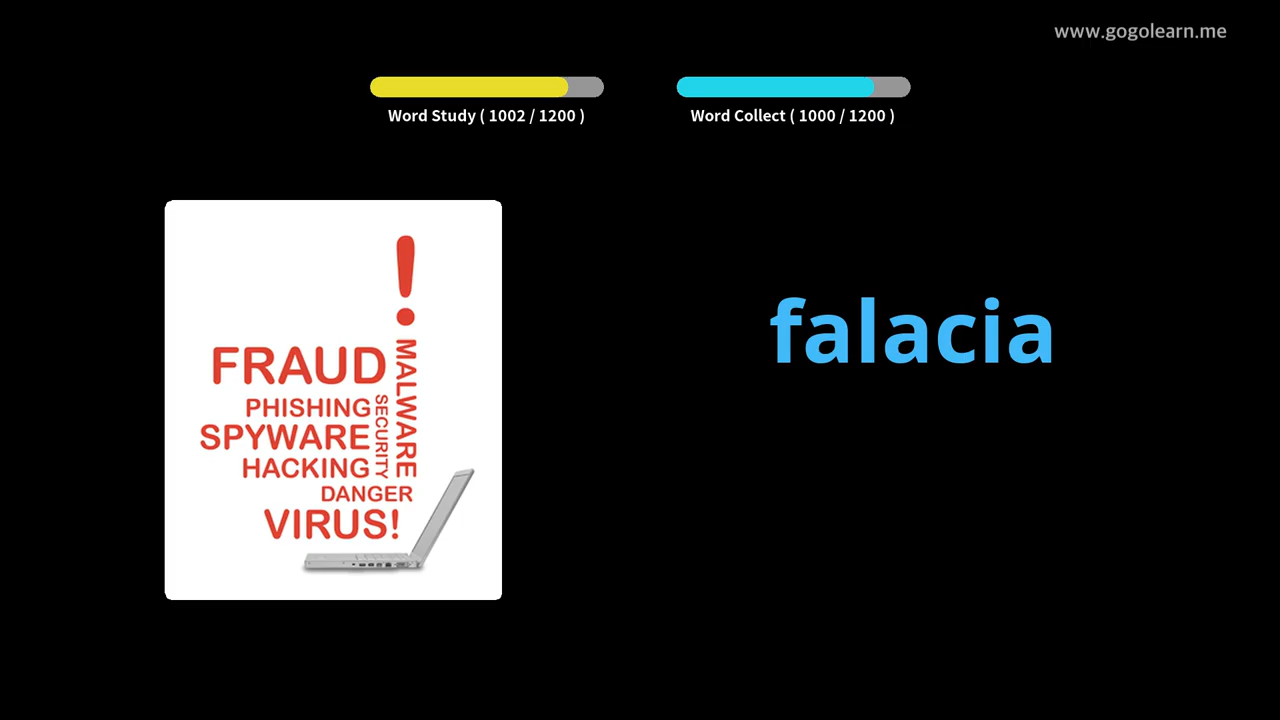 www.gogolearn.me
Word Study ( 1002 / 1200 )
Word Collect ( 1000 / 1200 )
!
FRAUD
PHISHING
SPYWARE
HACKING
DANGER
VIRUS!
SECURITY
MALWARE
falacia